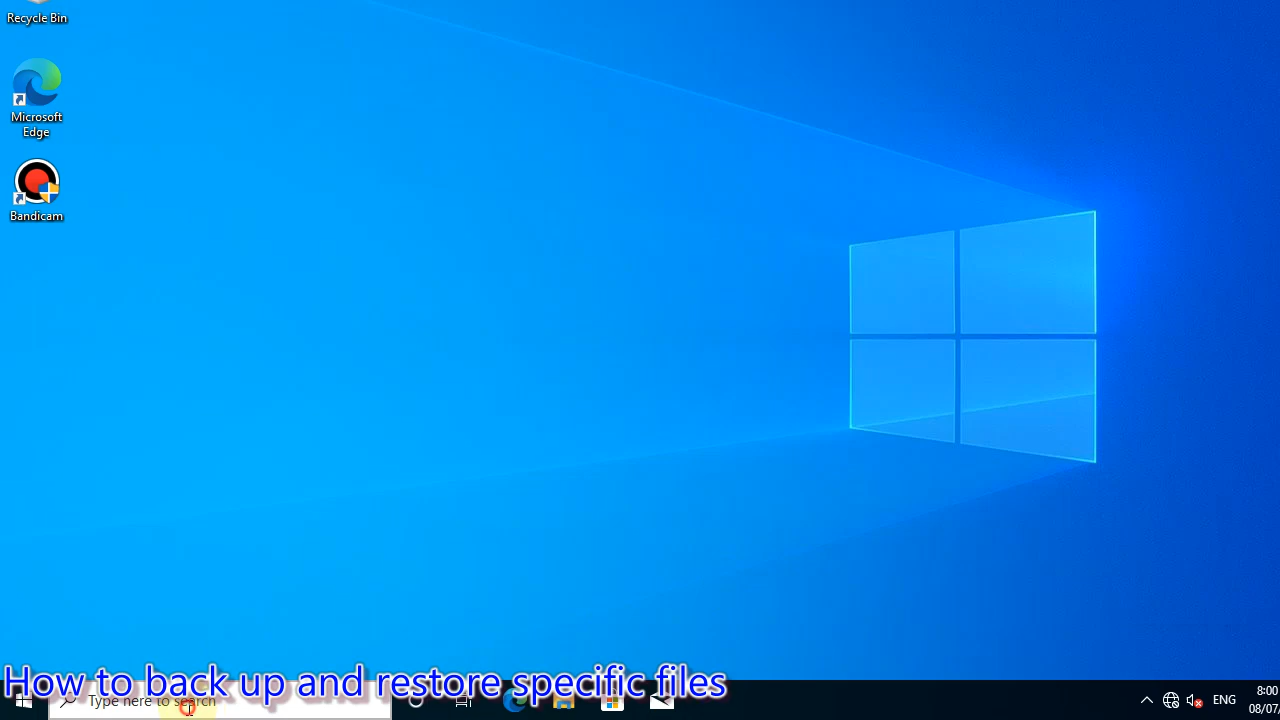 Recycle Bin
Microsoft
Edge
Bandicam
How to back up and restore specific files
Type here to search
ENG
8:00
08/07/